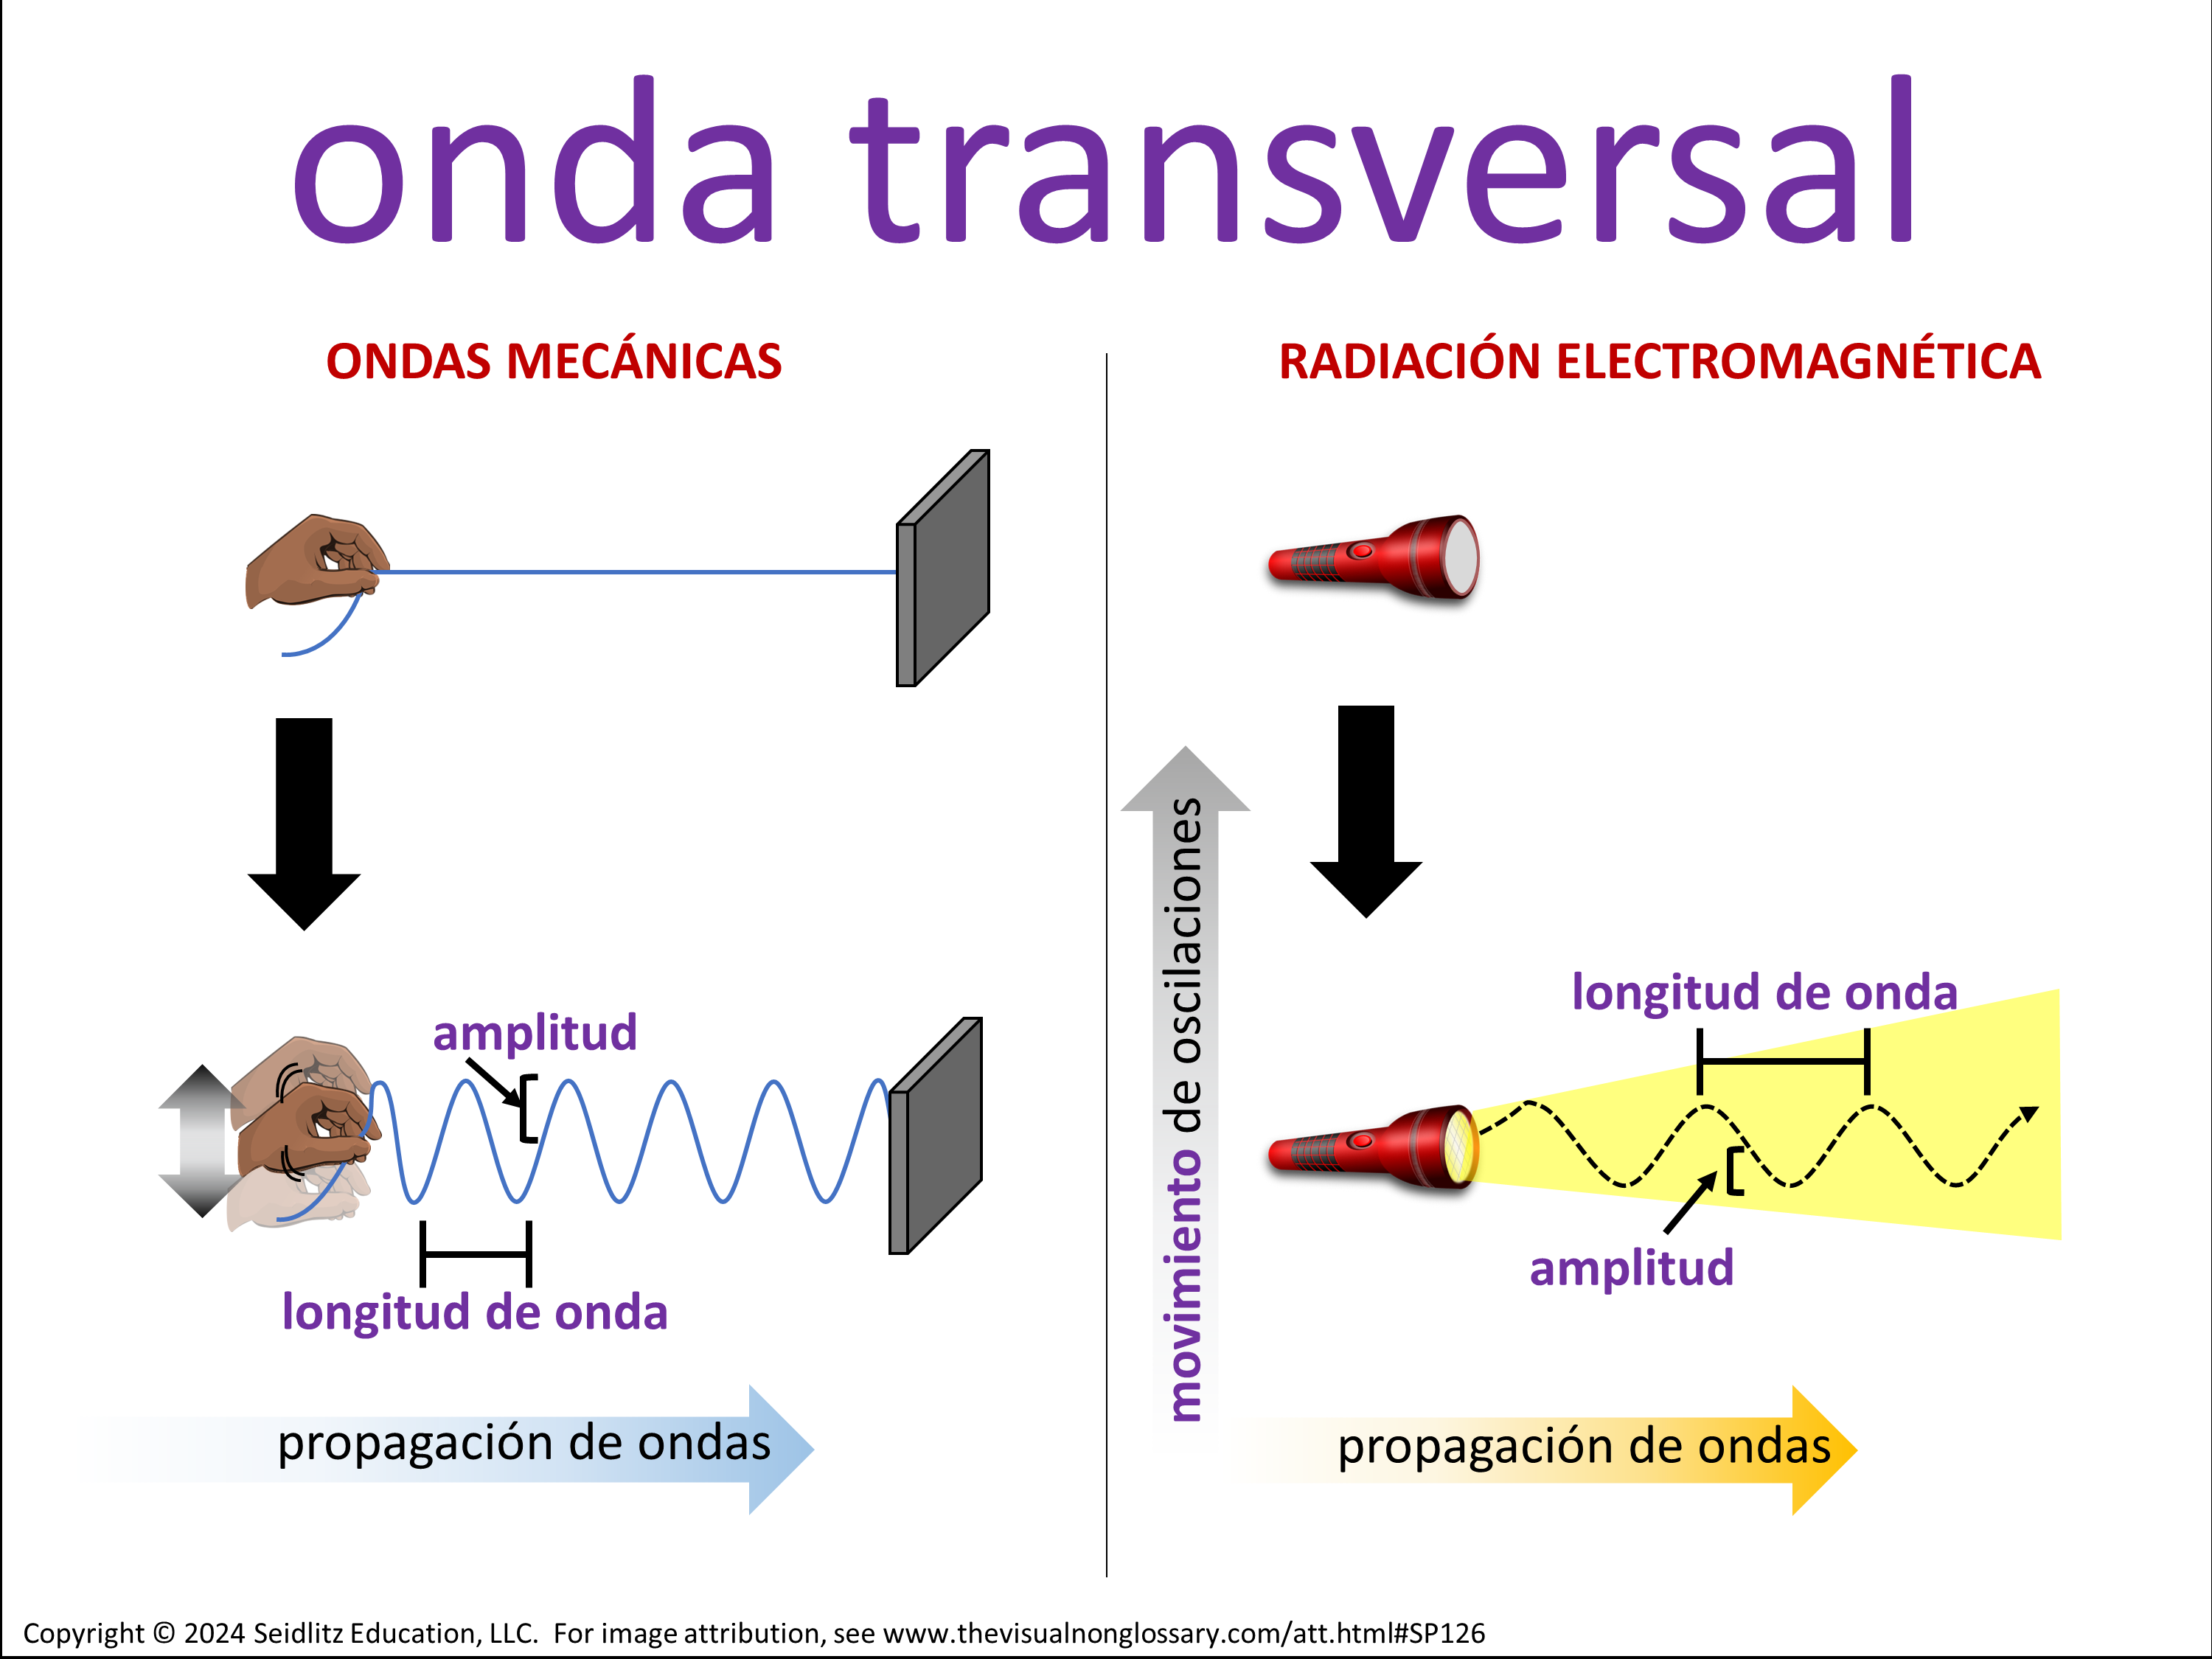 onda transversal
ONDAS MECÁNICAS
amplitud
longitud de onda
propagación de ondas
RADIACIÓN ELECTROMAGNÉTICA
movimiento de oscilaciones
longitud de onda
amplitud
propagación de ondas
Copyright © 2024 Seidlitz Education, LLC.  For image attribution, see www.thevisualnonglossary.com/att.html#SP126